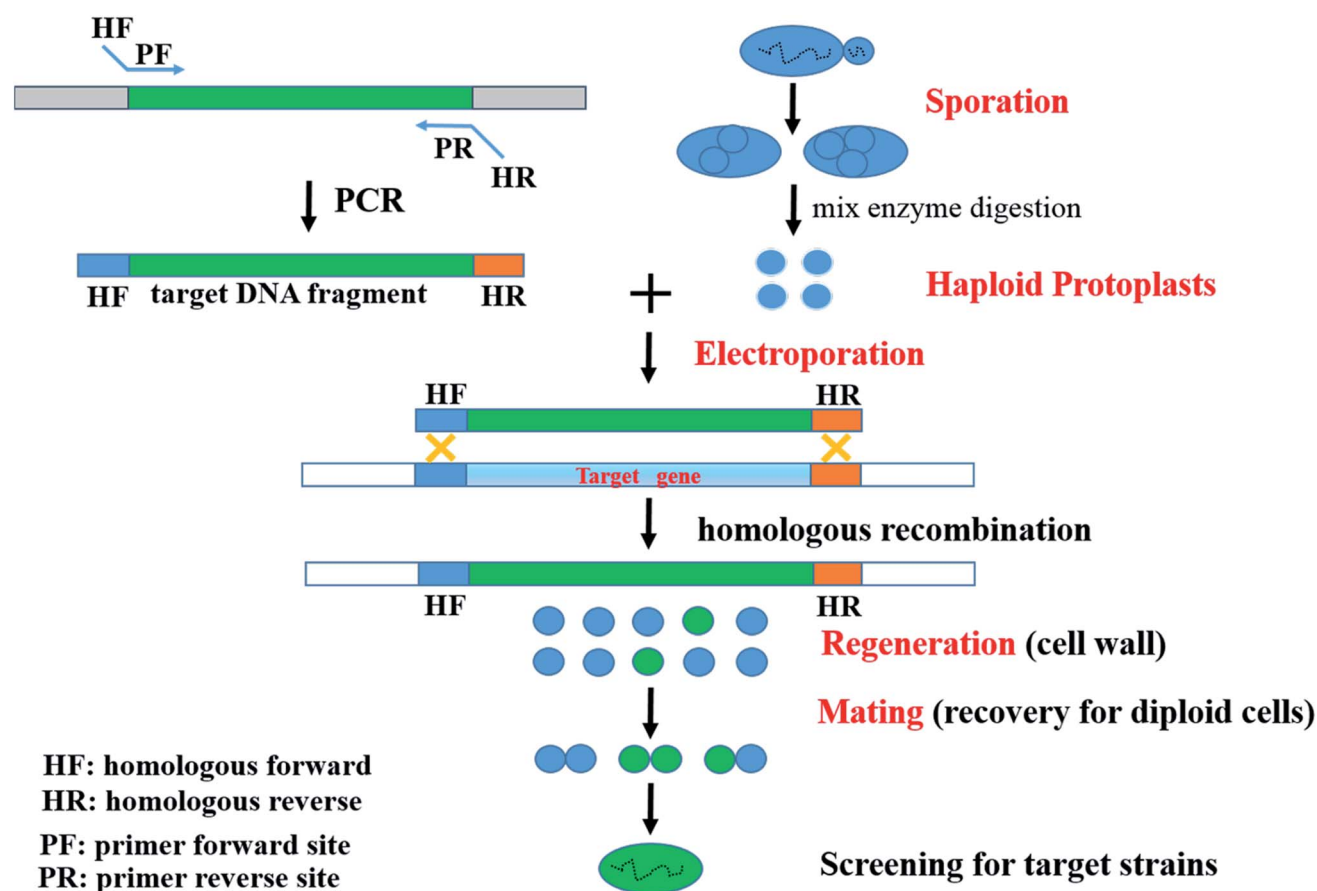 HF
PF
PR
HR
PCR
HF
target DNA fragment
HR
Sporation
mix enzyme digestion
Haploid Protoplasts
Electroporation
HF
HR
Target gene
homologous recombination
HF
HR
Regeneration (cell wall)
Mating (recovery for diploid cells)
HF: homologous forward
HR: homologous reverse
PF: primer forward site
PR: primer reverse site
Screening for target strains